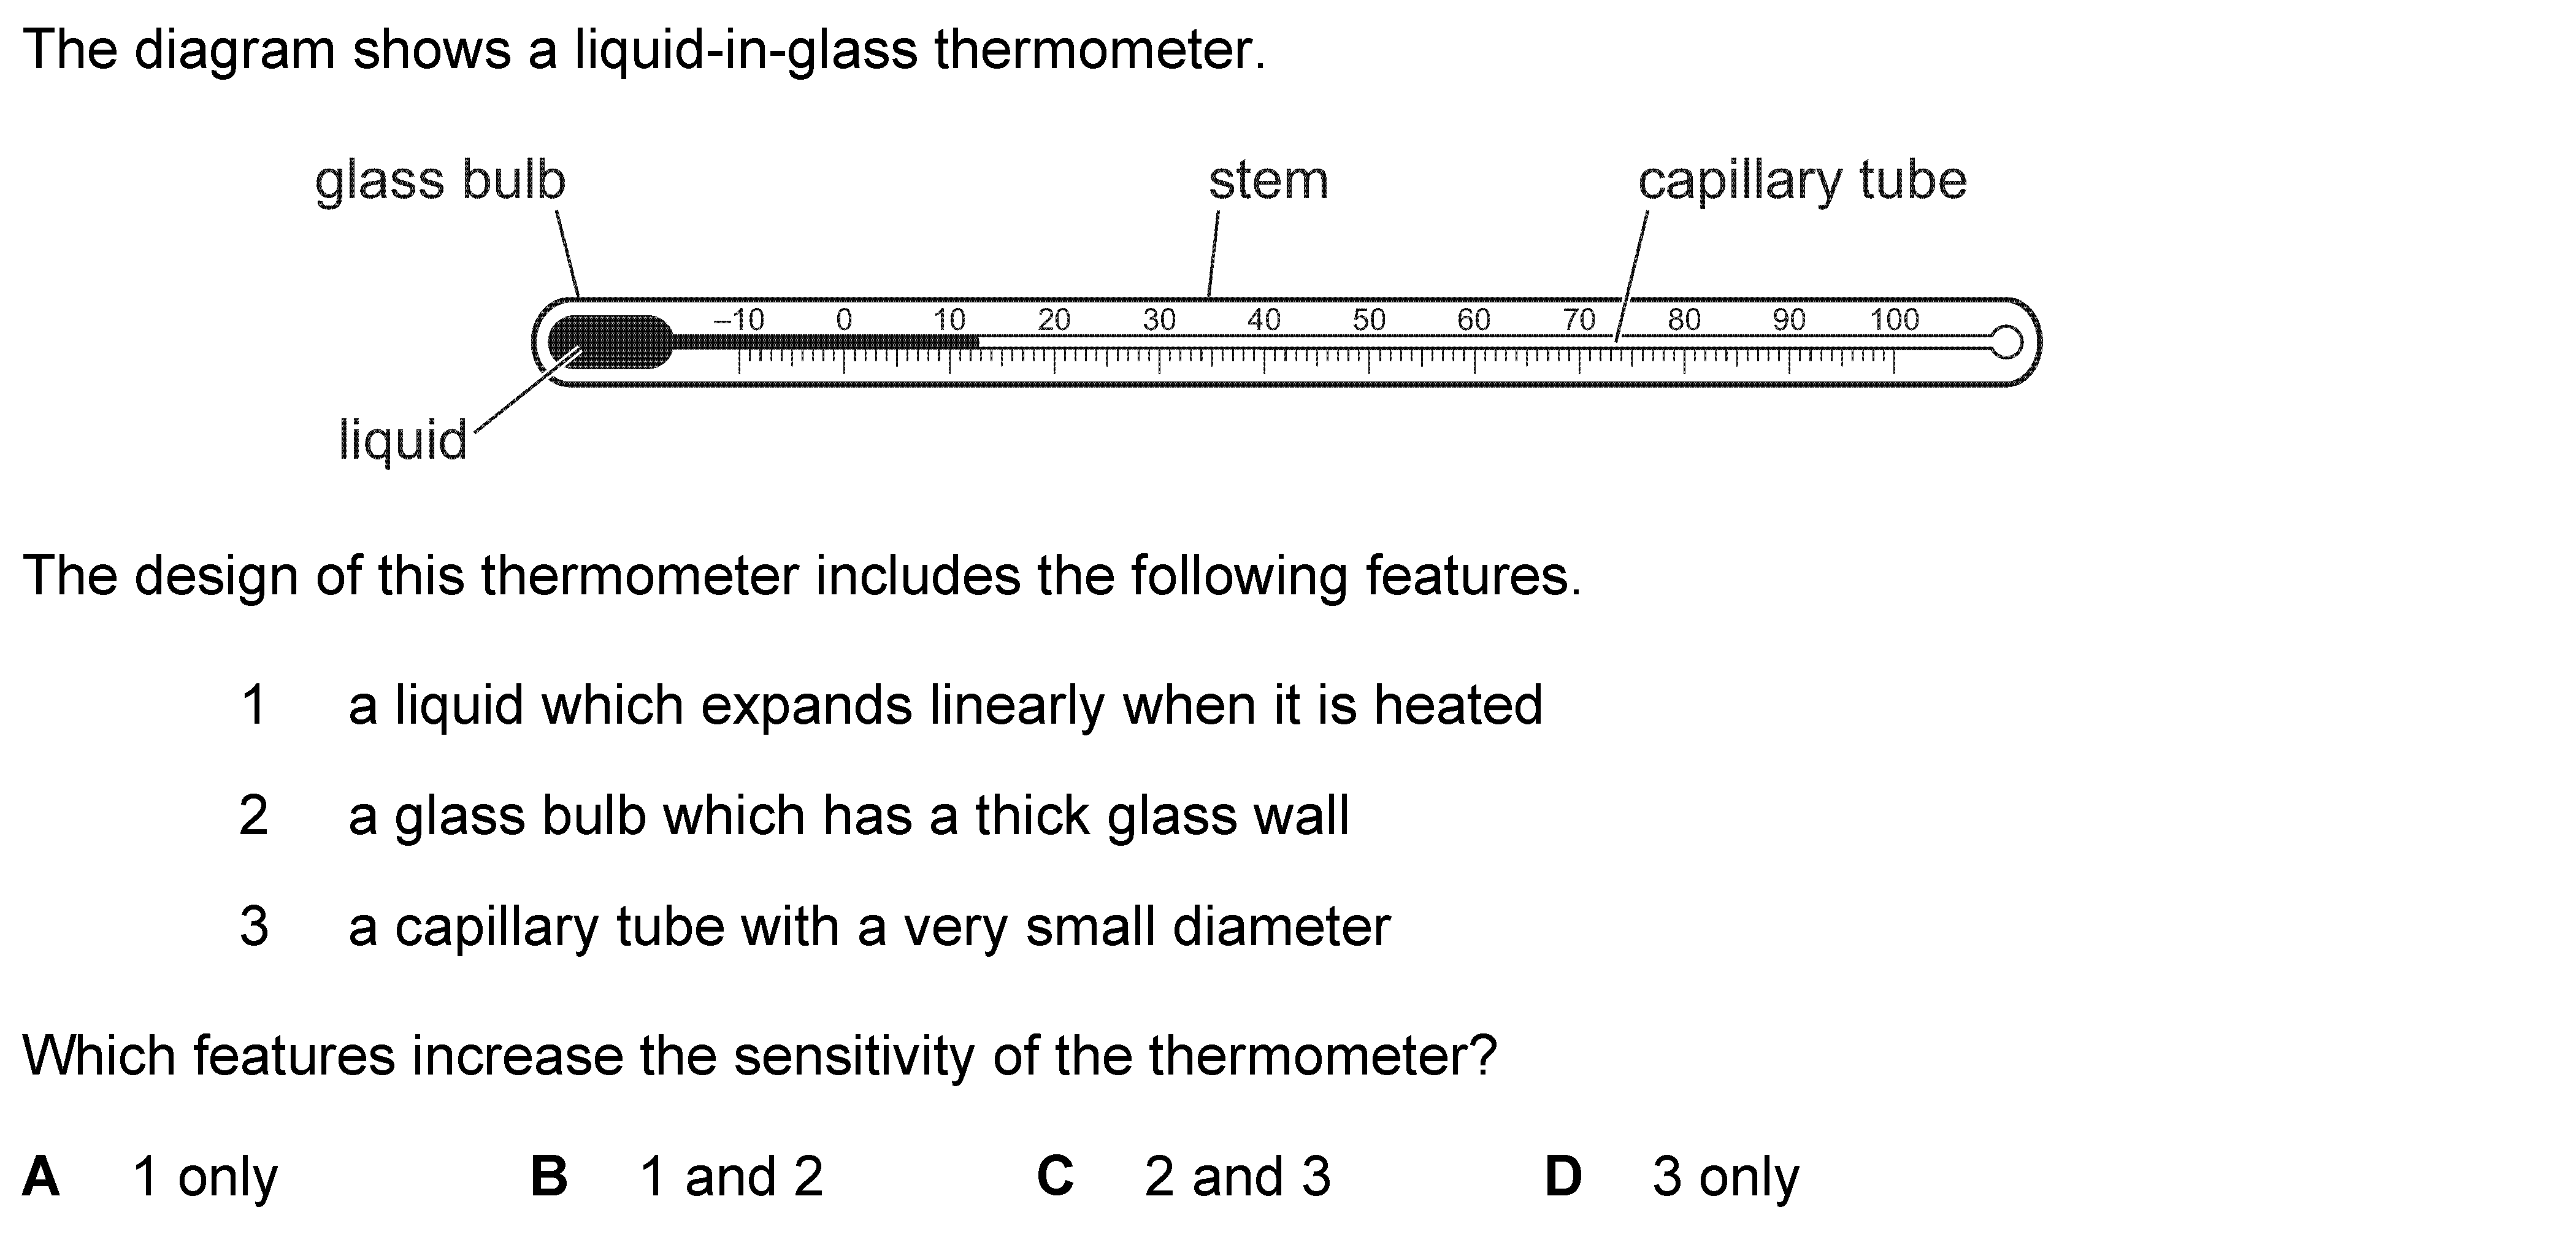 The diagram shows a liquid-in-glass thermometer.
glass bulb stem capillary tube
–10 0 10 20 30 40 50 60 70 80 90 100
liquid
The design of this thermometer includes the following features.
1 a liquid which expands linearly when it is heated
2 a glass bulb which has a thick glass wall
3 a capillary tube with a very small diameter
Which features increase the sensitivity of the thermometer?
A 1 only B 1 and 2 C 2 and 3 D 3 only